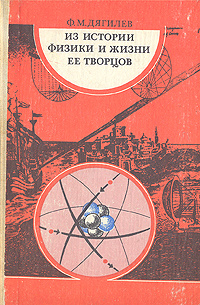 Ф. М. ДЯГИЛЕВ
ИЗ ИСТОРИИ
ФИЗИКИ И ЖИЗНИ
ЕЕ ТВОРЦОВ